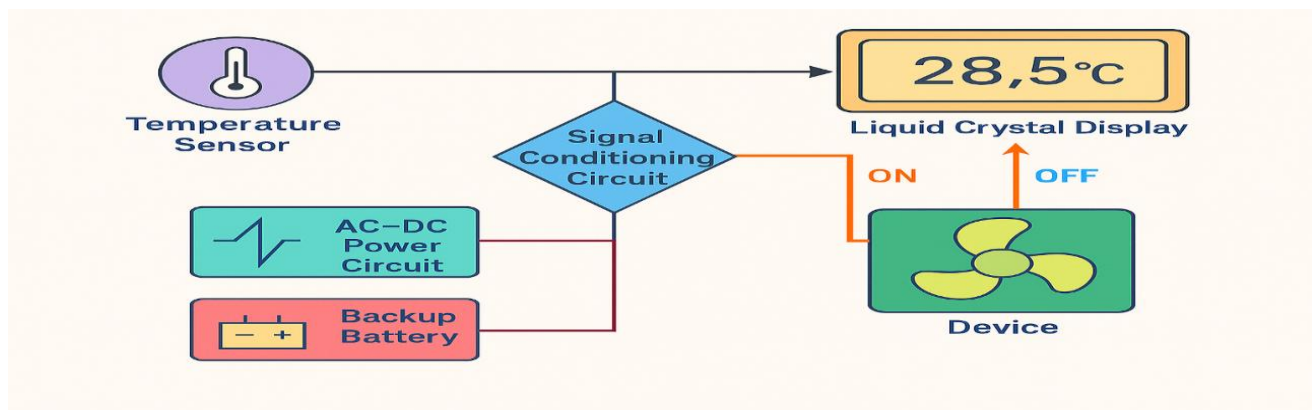 28,5°C
Temperature
Sensor
Liquid Crystal Display
Signal
Conditioning
Circuit
ON
OFF
AC–DC
Power
Circuit
Backup
Battery
− +
Device